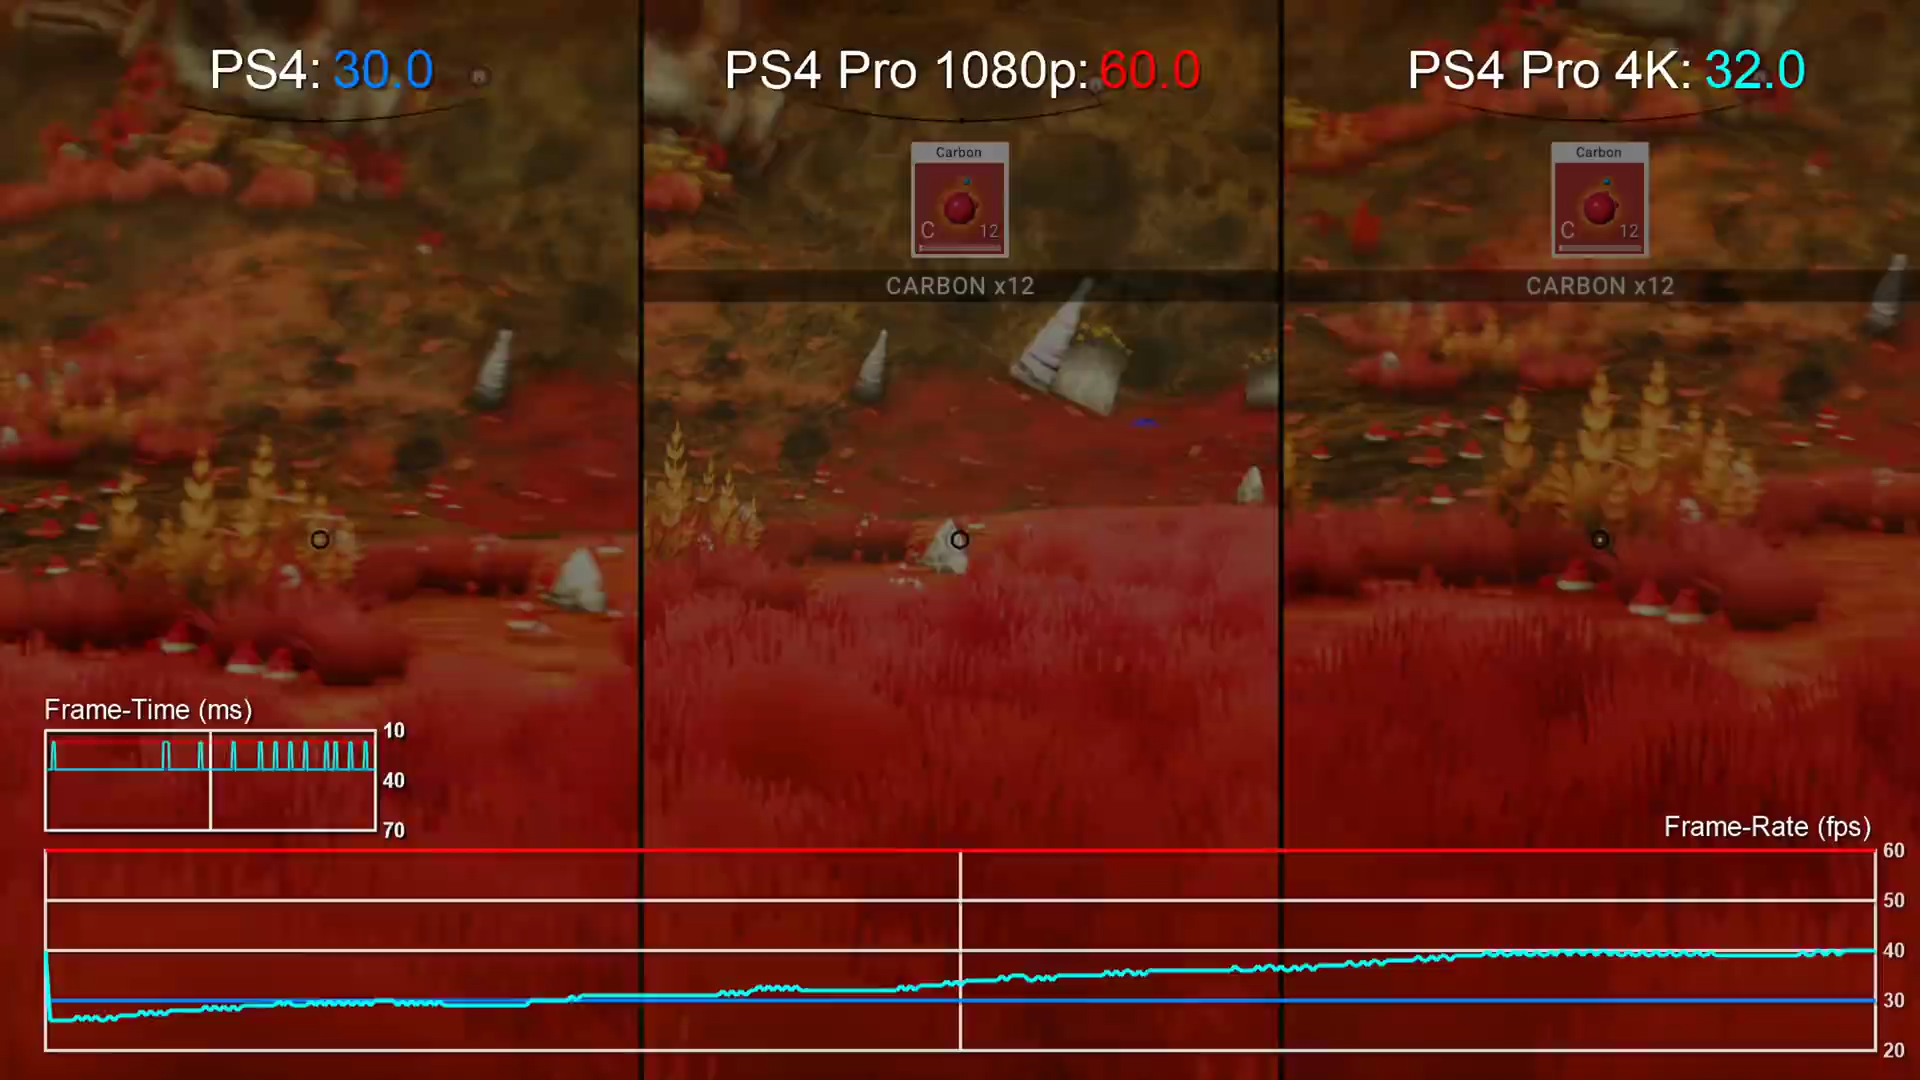 PS4: 30.0
PS4 Pro 1080p: 60.0
PS4 Pro 4K: 32.0
Carbon
C 12
CARBON x12
Carbon
C 12
CARBON x12
Frame-Time (ms)
10
40
70
Frame-Rate (fps)
60
50
40
30
20